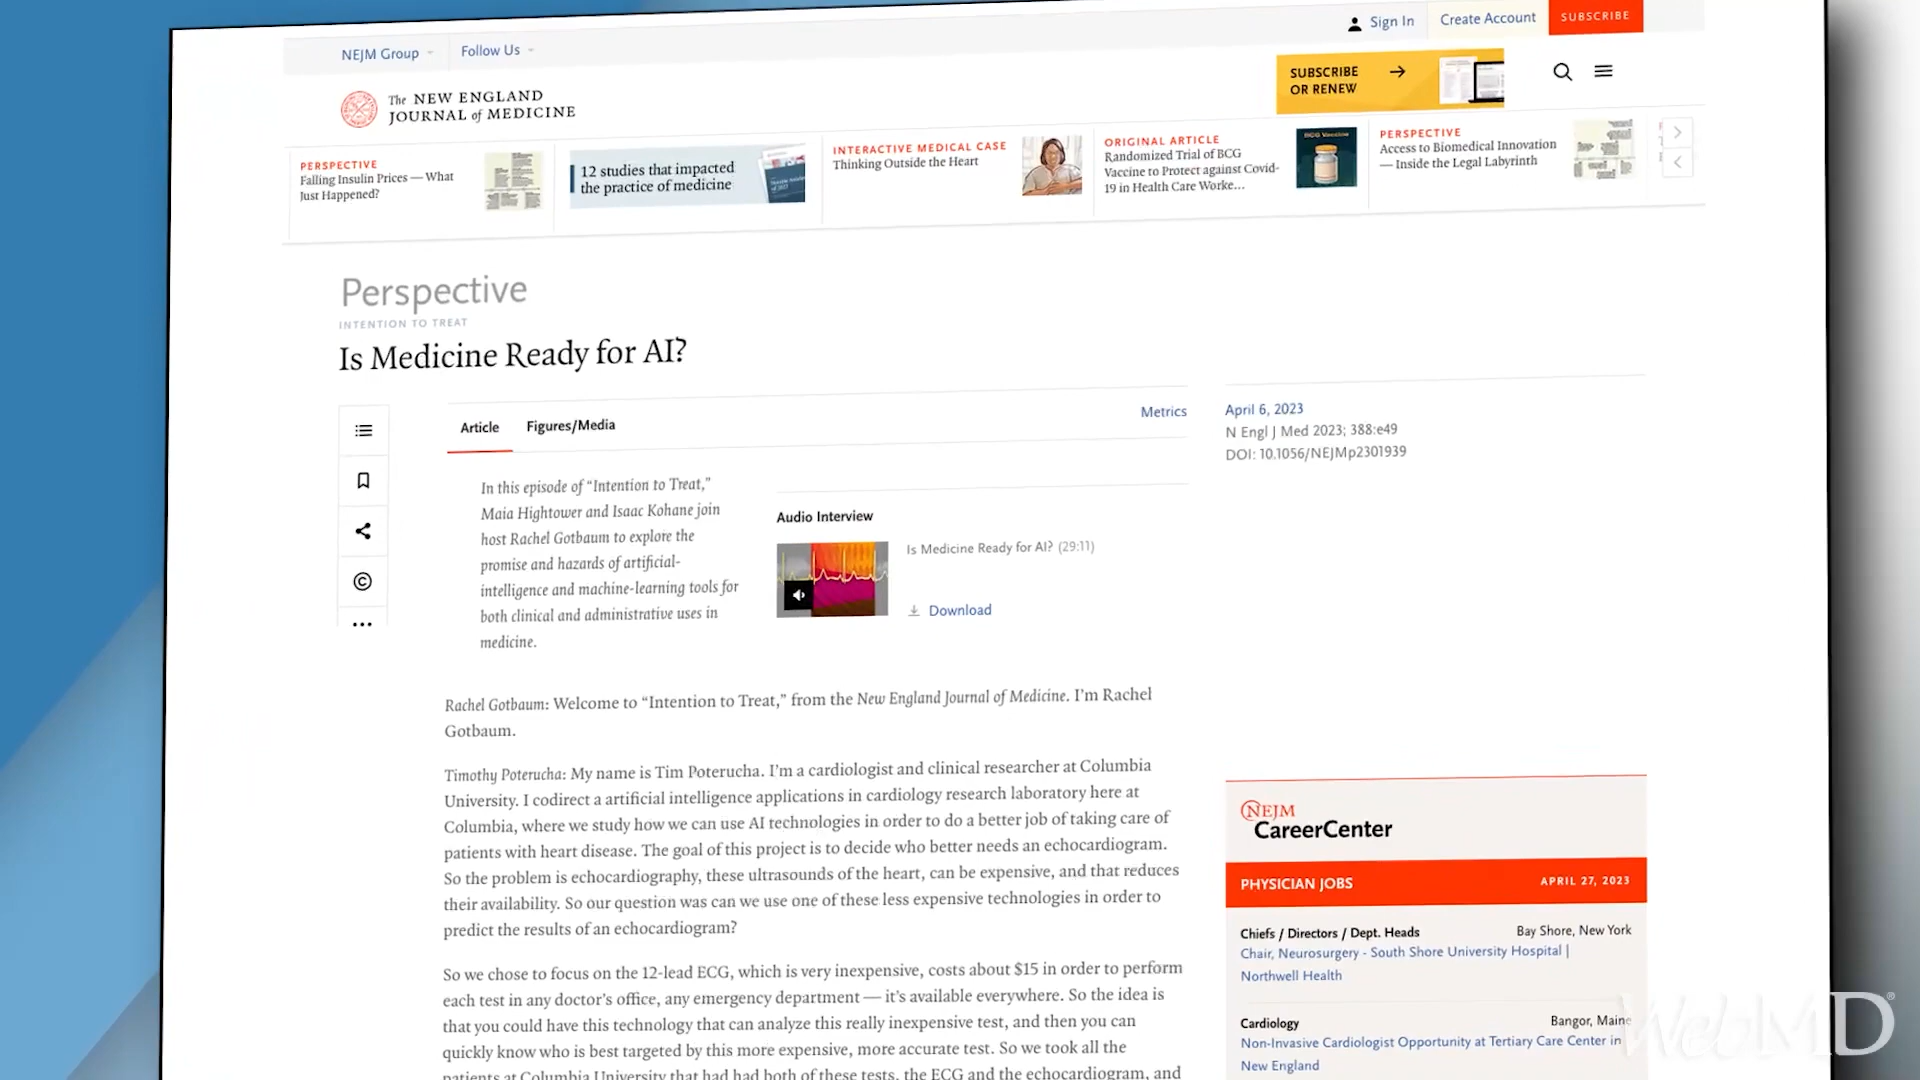 NEJM Group
Follow Us
Sign In
Create Account
SUBSCRIBE
The NEW ENGLAND
JOURNAL of MEDICINE
SUBSCRIBE
OR RENEW
PERSPECTIVE
Falling Insulin Prices — What
Just Happened?
12 studies that impacted
the practice of medicine
INTERACTIVE MEDICAL CASE
Thinking Outside the Heart
ORIGINAL ARTICLE
Randomized Trial of BCG
Vaccine to Protect against Covid-
19 in Health Care Worke...
BCG Vaccine
PERSPECTIVE
Access to Biomedical Innovation
— Inside the Legal Labyrinth
Perspective
INTENTION TO TREAT
Is Medicine Ready for AI?
Article
Figures/Media
Metrics
April 6, 2023
N Engl J Med 2023; 388:e49
DOI: 10.1056/NEJMp2301939
In this episode of “Intention to Treat,”
Maia Hightower and Isaac Kohane join
host Rachel Gotbaum to explore the
promise and hazards of artificial-
intelligence and machine-learning tools for
both clinical and administrative uses in
medicine.
Audio Interview
Is Medicine Ready for AI? (29:11)
Download
Rachel Gotbaum: Welcome to “Intention to Treat,” from the New England Journal of Medicine. I’m Rachel
Gotbaum.
Timothy Poterucha: My name is Tim Poterucha. I’m a cardiologist and clinical researcher at Columbia
University. I codirect a artificial intelligence applications in cardiology research laboratory here at
Columbia, where we study how we can use AI technologies in order to do a better job of taking care of
patients with heart disease. The goal of this project is to decide who better needs an echocardiogram.
So the problem is echocardiography, these ultrasounds of the heart, can be expensive, and that reduces
their availability. So our question was can we use one of these less expensive technologies in order to
predict the results of an echocardiogram?
So we chose to focus on the 12-lead ECG, which is very inexpensive, costs about $15 in order to perform
each test in any doctor’s office, any emergency department — it’s available everywhere. So the idea is
that you could have this technology that can analyze this really inexpensive test, and then you can
quickly know who is best targeted by this more expensive, more accurate test. So we took all the
patients at Columbia University that had had both of these tests, the ECG and the echocardiogram, and
NEJM
CareerCenter
PHYSICIAN JOBS
APRIL 27, 2023
Chiefs / Directors / Dept. Heads
Bay Shore, New York
Chair, Neurosurgery - South Shore University Hospital |
Northwell Health
Cardiology
Bangor, Maine
Non-Invasive Cardiologist Opportunity at Tertiary Care Center in
New England
WebMD®